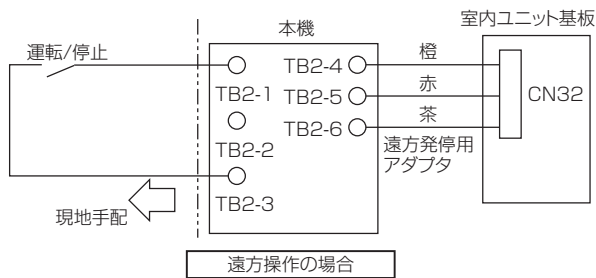 室内ユニット基板
本機
運転/停止
TB2-4
橙
TB2-1
TB2-5
赤
CN32
TB2-6
茶
TB2-2
遠方発停用
アダプタ
TB2-3
現地手配
遠方操作の場合